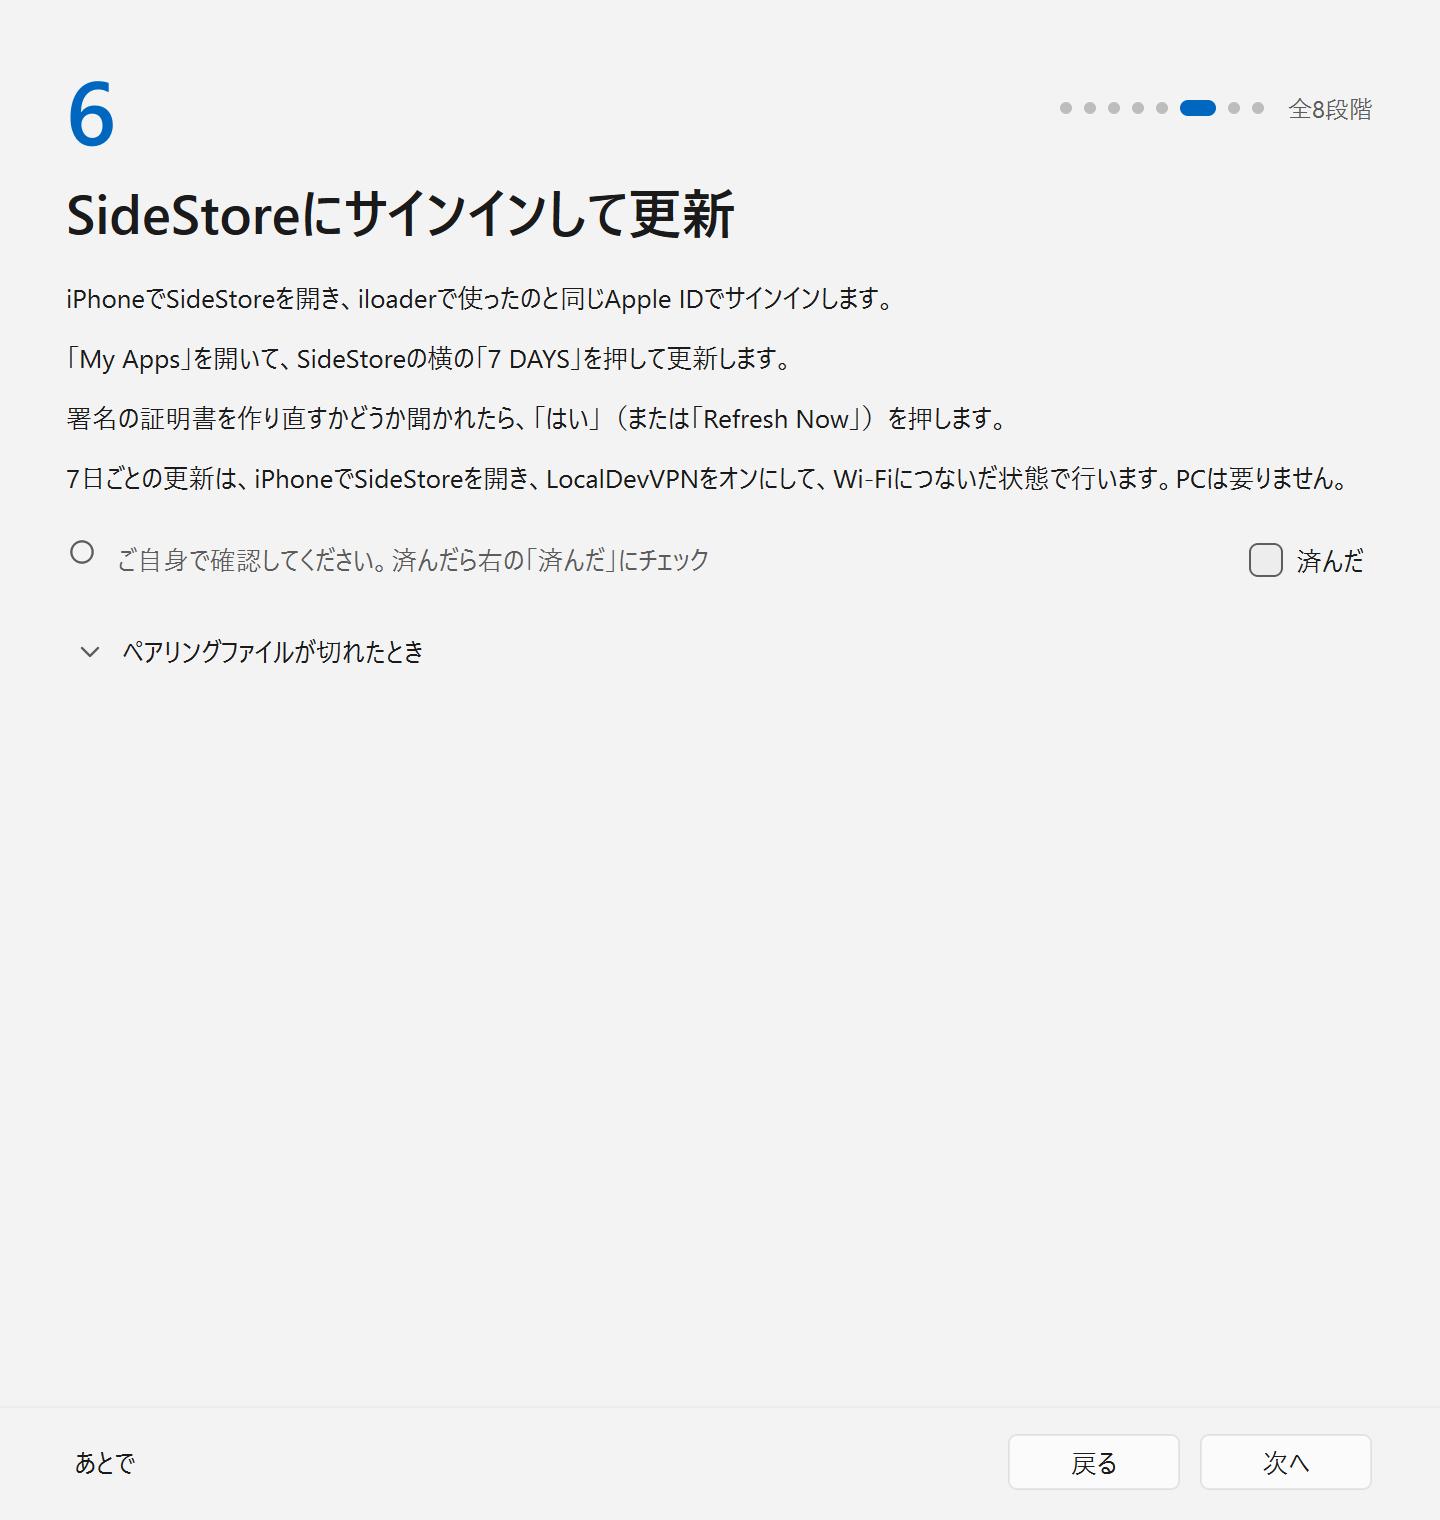 6
全8段階
SideStoreにサインインして更新
iPhoneでSideStoreを開き、iloaderで使ったのと同じApple IDでサインインします。
「My Apps」を開いて、SideStoreの横の「7 DAYS」を押して更新します。
署名の証明書を作り直すかどうか聞かれたら、「はい」（または「Refresh Now」）を押します。
7日ごとの更新は、iPhoneでSideStoreを開き、LocalDevVPNをオンにして、Wi-Fiにつないだ状態で行います。PCは要りません。
ご自身で確認してください。済んだら右の「済んだ」にチェック
済んだ
ペアリングファイルが切れたとき
あとで
戻る
次へ